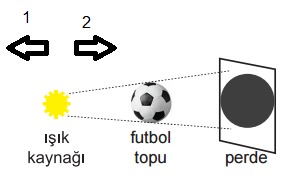 1 2
ışık futbol
kaynağı topu perde